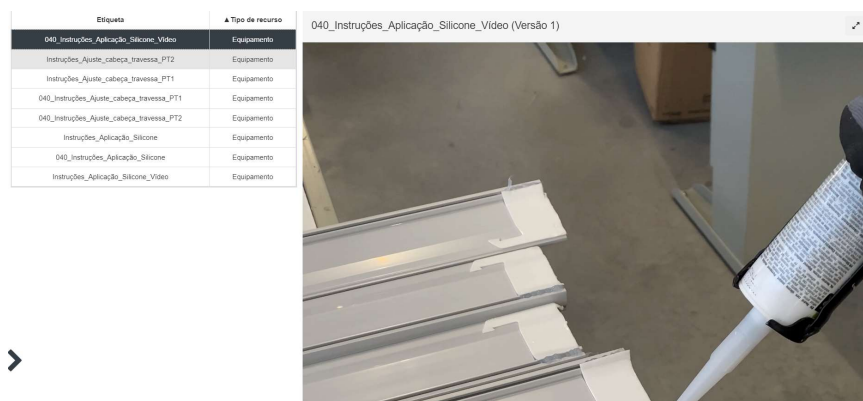 Etiqueta ▲Tipo de recurso
040_Instruções_Aplicação_Silicone_Vídeo Equipamento
Instruções_Ajuste_cabeça_travessa_PT2 Equipamento
Instruções_Ajuste_cabeça_travessa_PT1 Equipamento
040_Instruções_Ajuste_cabeça_travessa_PT1 Equipamento
040_Instruções_Ajuste_cabeça_travessa_PT2 Equipamento
Instruções_Aplicação_Silicone Equipamento
040_Instruções_Aplicação_Silicone Equipamento
Instruções_Aplicação_Silicone_Vídeo Equipamento
040_Instruções_Aplicação_Silicone_Vídeo (Versão 1)